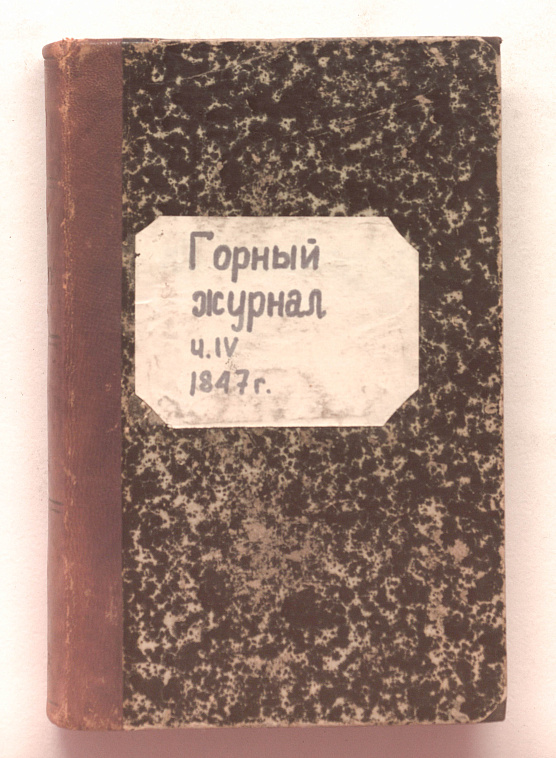 Горный
журнал
ч.IV
1847г.